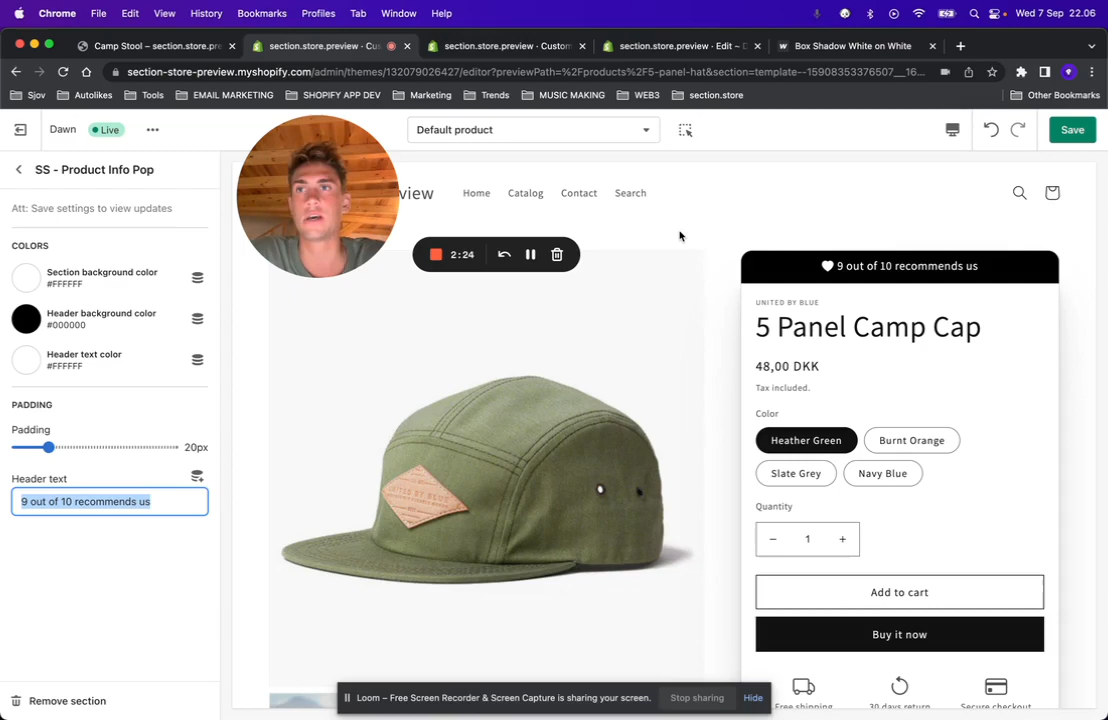 Chrome File Edit View History Bookmarks Profiles Tab Window Help Wed 7 Sep 22.06
Camp Stool – section.store.pre
section.store.preview · Cus
section.store.preview · Custom
section.store.preview · Edit ~ D
Box Shadow White on White
section-store-preview.myshopify.com/admin/themes/132079026427/editor?previewPath=%2Fproducts%2F5-panel-hat&section=template--15908353376507__16...
Sjov Autolikes Tools EMAIL MARKETING SHOPIFY APP DEV Marketing Trends MUSIC MAKING WEB3 section.store Other Bookmarks
Dawn Live Default product Save
SS - Product Info Pop
Att: Save settings to view updates
COLORS
Section background color
#FFFFFF
Header background color
#000000
Header text color
#FFFFFF
PADDING
Padding
20px
Header text
9 out of 10 recommends us
Remove section
view Home Catalog Contact Search
2:24
UNITED BY BLUE
9 out of 10 recommends us
UNITED BY BLUE
5 Panel Camp Cap
48,00 DKK
Tax included.
Color
Heather Green Burnt Orange
Slate Grey Navy Blue
Quantity
1
Add to cart
Buy it now
Free shipping 30 days return Secure checkout
Loom – Free Screen Recorder & Screen Capture is sharing your screen. Stop sharing Hide